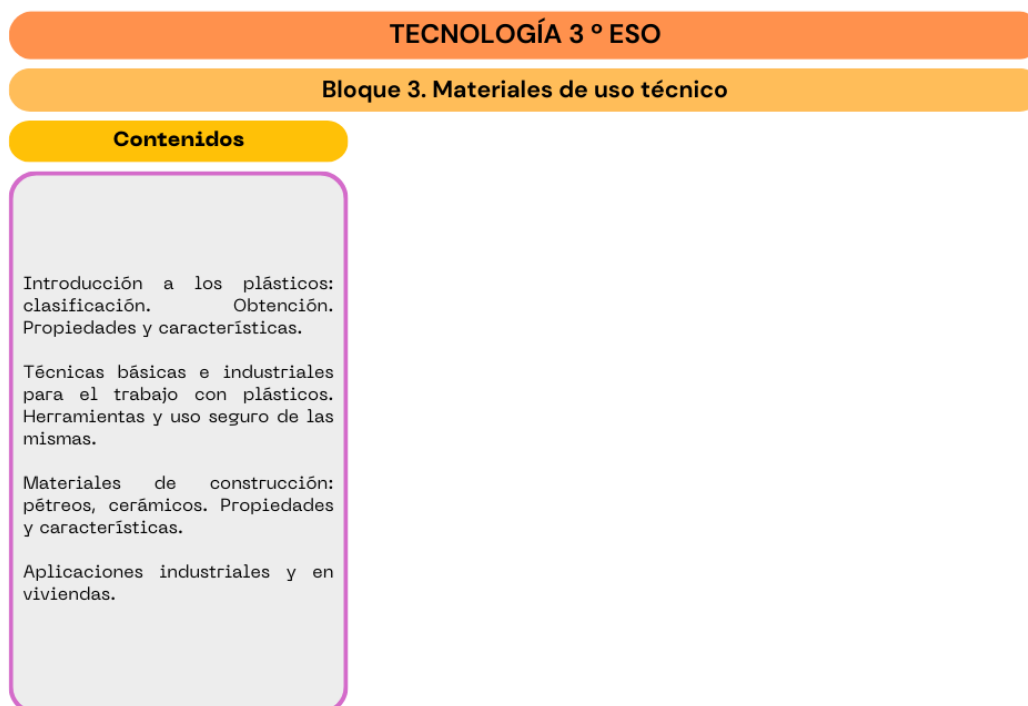 TECNOLOGÍA 3 º ESO
Bloque 3. Materiales de uso técnico
Contenidos
Introducción a los plásticos:
clasificación. Obtención.
Propiedades y características.
Técnicas básicas e industriales
para el trabajo con plásticos.
Herramientas y uso seguro de las
mismas.
Materiales de construcción:
pétreos, cerámicos. Propiedades
y características.
Aplicaciones industriales y en
viviendas.